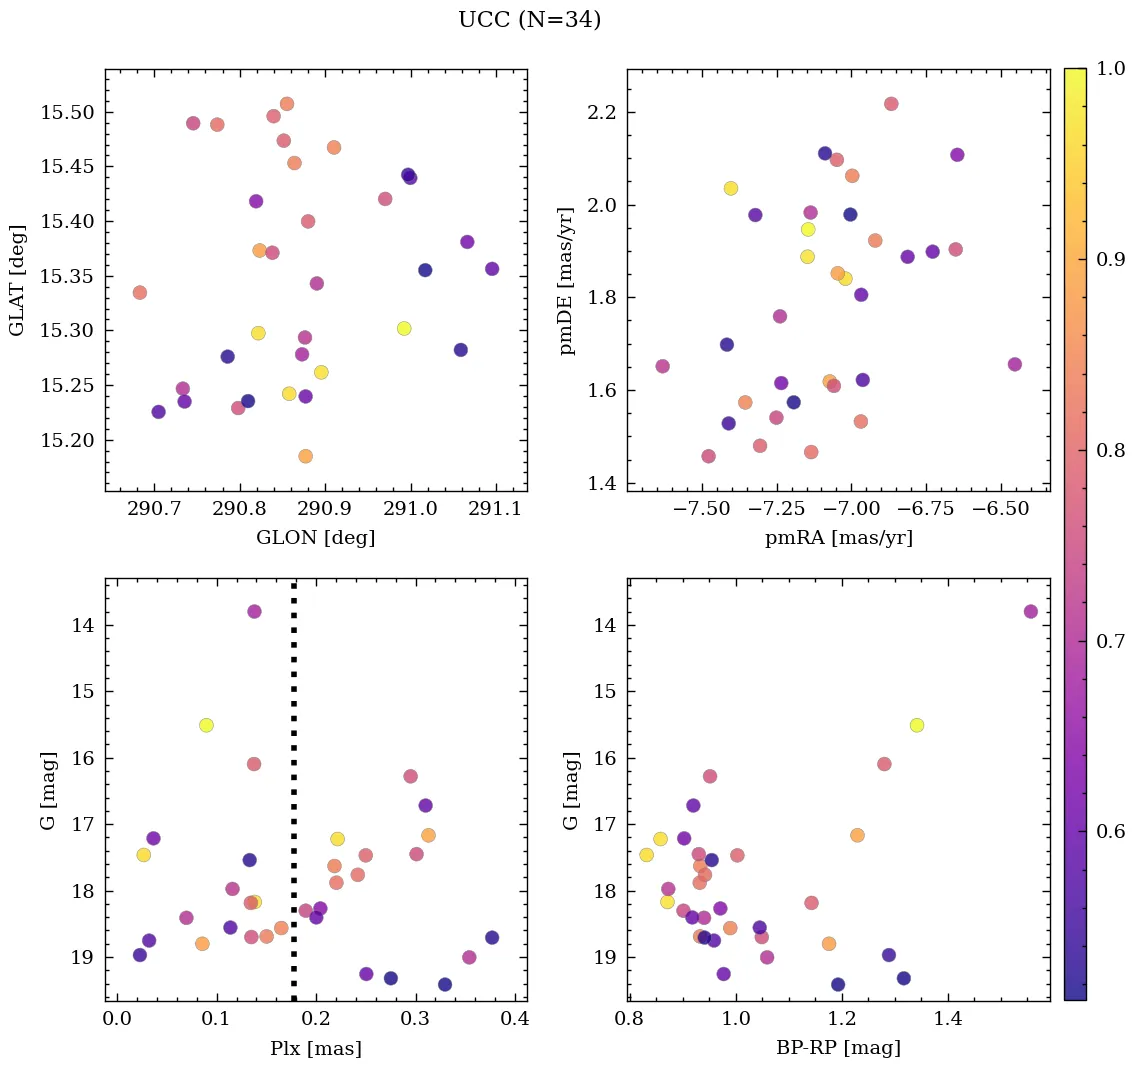 UCC (N=34)
15.50
15.45
15.40
15.35
15.30
15.25
15.20
GLAT [deg]
290.7 290.8 290.9 291.0 291.1
GLON [deg]
2.2
2.0
1.8
1.6
1.4
pmDE [mas/yr]
−7.50 −7.25 −7.00 −6.75 −6.50
pmRA [mas/yr]
1.0
0.9
0.8
0.7
0.6
14
15
16
17
18
19
G [mag]
0.0 0.1 0.2 0.3 0.4
Plx [mas]
14
15
16
17
18
19
G [mag]
0.8 1.0 1.2 1.4
BP-RP [mag]